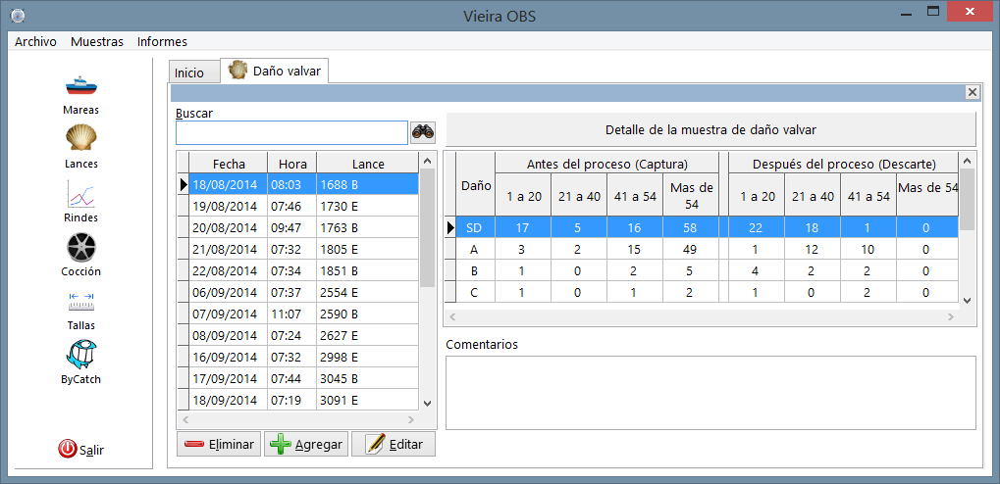 Vieira OBS
Archivo Muestras Informes
Mareas
Lances
Rindes
Cocción
Tallas
ByCatch
Salir
Inicio Daño valvar
Buscar
Fecha Hora Lance
18/08/2014 08:03 1688 B
19/08/2014 07:46 1730 E
20/08/2014 09:47 1763 B
21/08/2014 07:32 1805 E
22/08/2014 07:34 1851 B
06/09/2014 07:37 2554 E
07/09/2014 11:07 2590 B
08/09/2014 07:24 2627 E
16/09/2014 07:32 2998 E
17/09/2014 07:44 3045 B
18/09/2014 07:19 3091 E
Eliminar Agregar Editar
Detalle de la muestra de daño valvar
Daño Antes del proceso (Captura) Después del proceso (Descarte)
1 a 20 21 a 40 41 a 54 Mas de 54 1 a 20 21 a 40 41 a 54 Mas de 54
SD 17 5 16 58 22 18 1 0
A 3 2 15 49 1 12 10 0
B 1 0 2 5 4 2 2 0
C 1 0 1 2 1 0 2 0
Comentarios